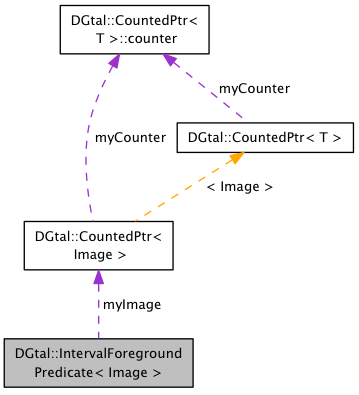 DGtal::CountedPtr<
T >::counter
myCounter
DGtal::CountedPtr< T >
myCounter
< Image >
DGtal::CountedPtr<
Image >
myImage
DGtal::IntervalForeground
Predicate< Image >